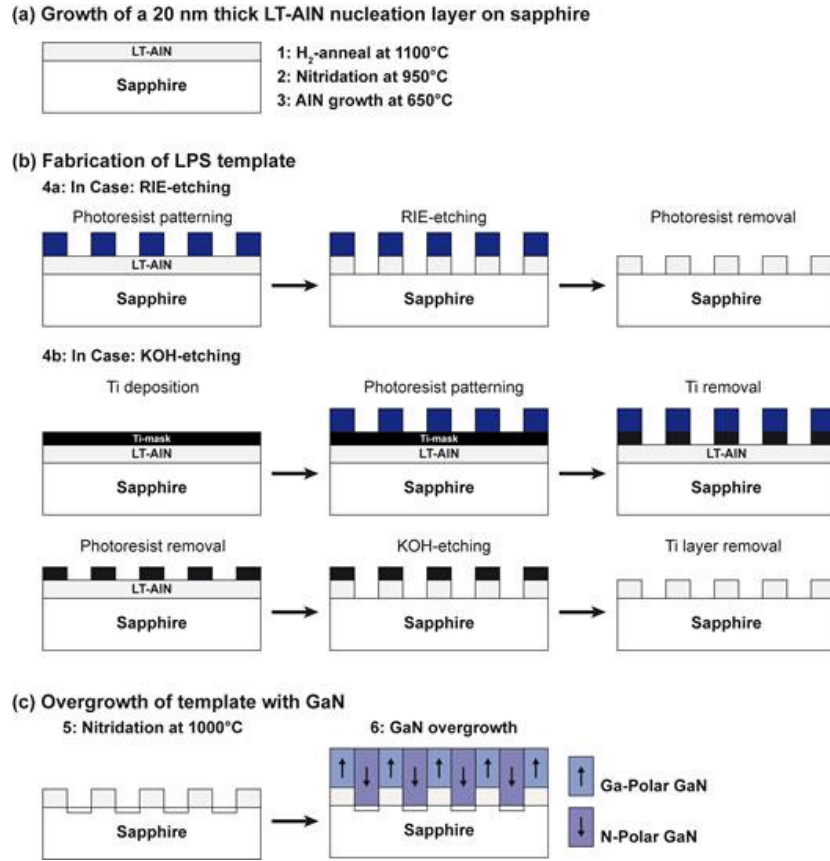 (a) Growth of a 20 nm thick LT-AlN nucleation layer on sapphire
LT-AlN
Sapphire
1: H₂-anneal at 1100°C
2: Nitridation at 950°C
3: AlN growth at 650°C
(b) Fabrication of LPS template
4a: In Case: RIE-etching
Photoresist patterning
RIE-etching
Photoresist removal
LT-AlN
Sapphire
Sapphire
Sapphire
4b: In Case: KOH-etching
Ti deposition
Photoresist patterning
Ti removal
Ti-mask
LT-AlN
Sapphire
Ti-mask
LT-AlN
Sapphire
LT-AlN
Sapphire
Photoresist removal
KOH-etching
Ti layer removal
LT-AlN
Sapphire
Sapphire
Sapphire
(c) Overgrowth of template with GaN
5: Nitridation at 1000°C
6: GaN overgrowth
Sapphire
Sapphire
Ga-Polar GaN
N-Polar GaN